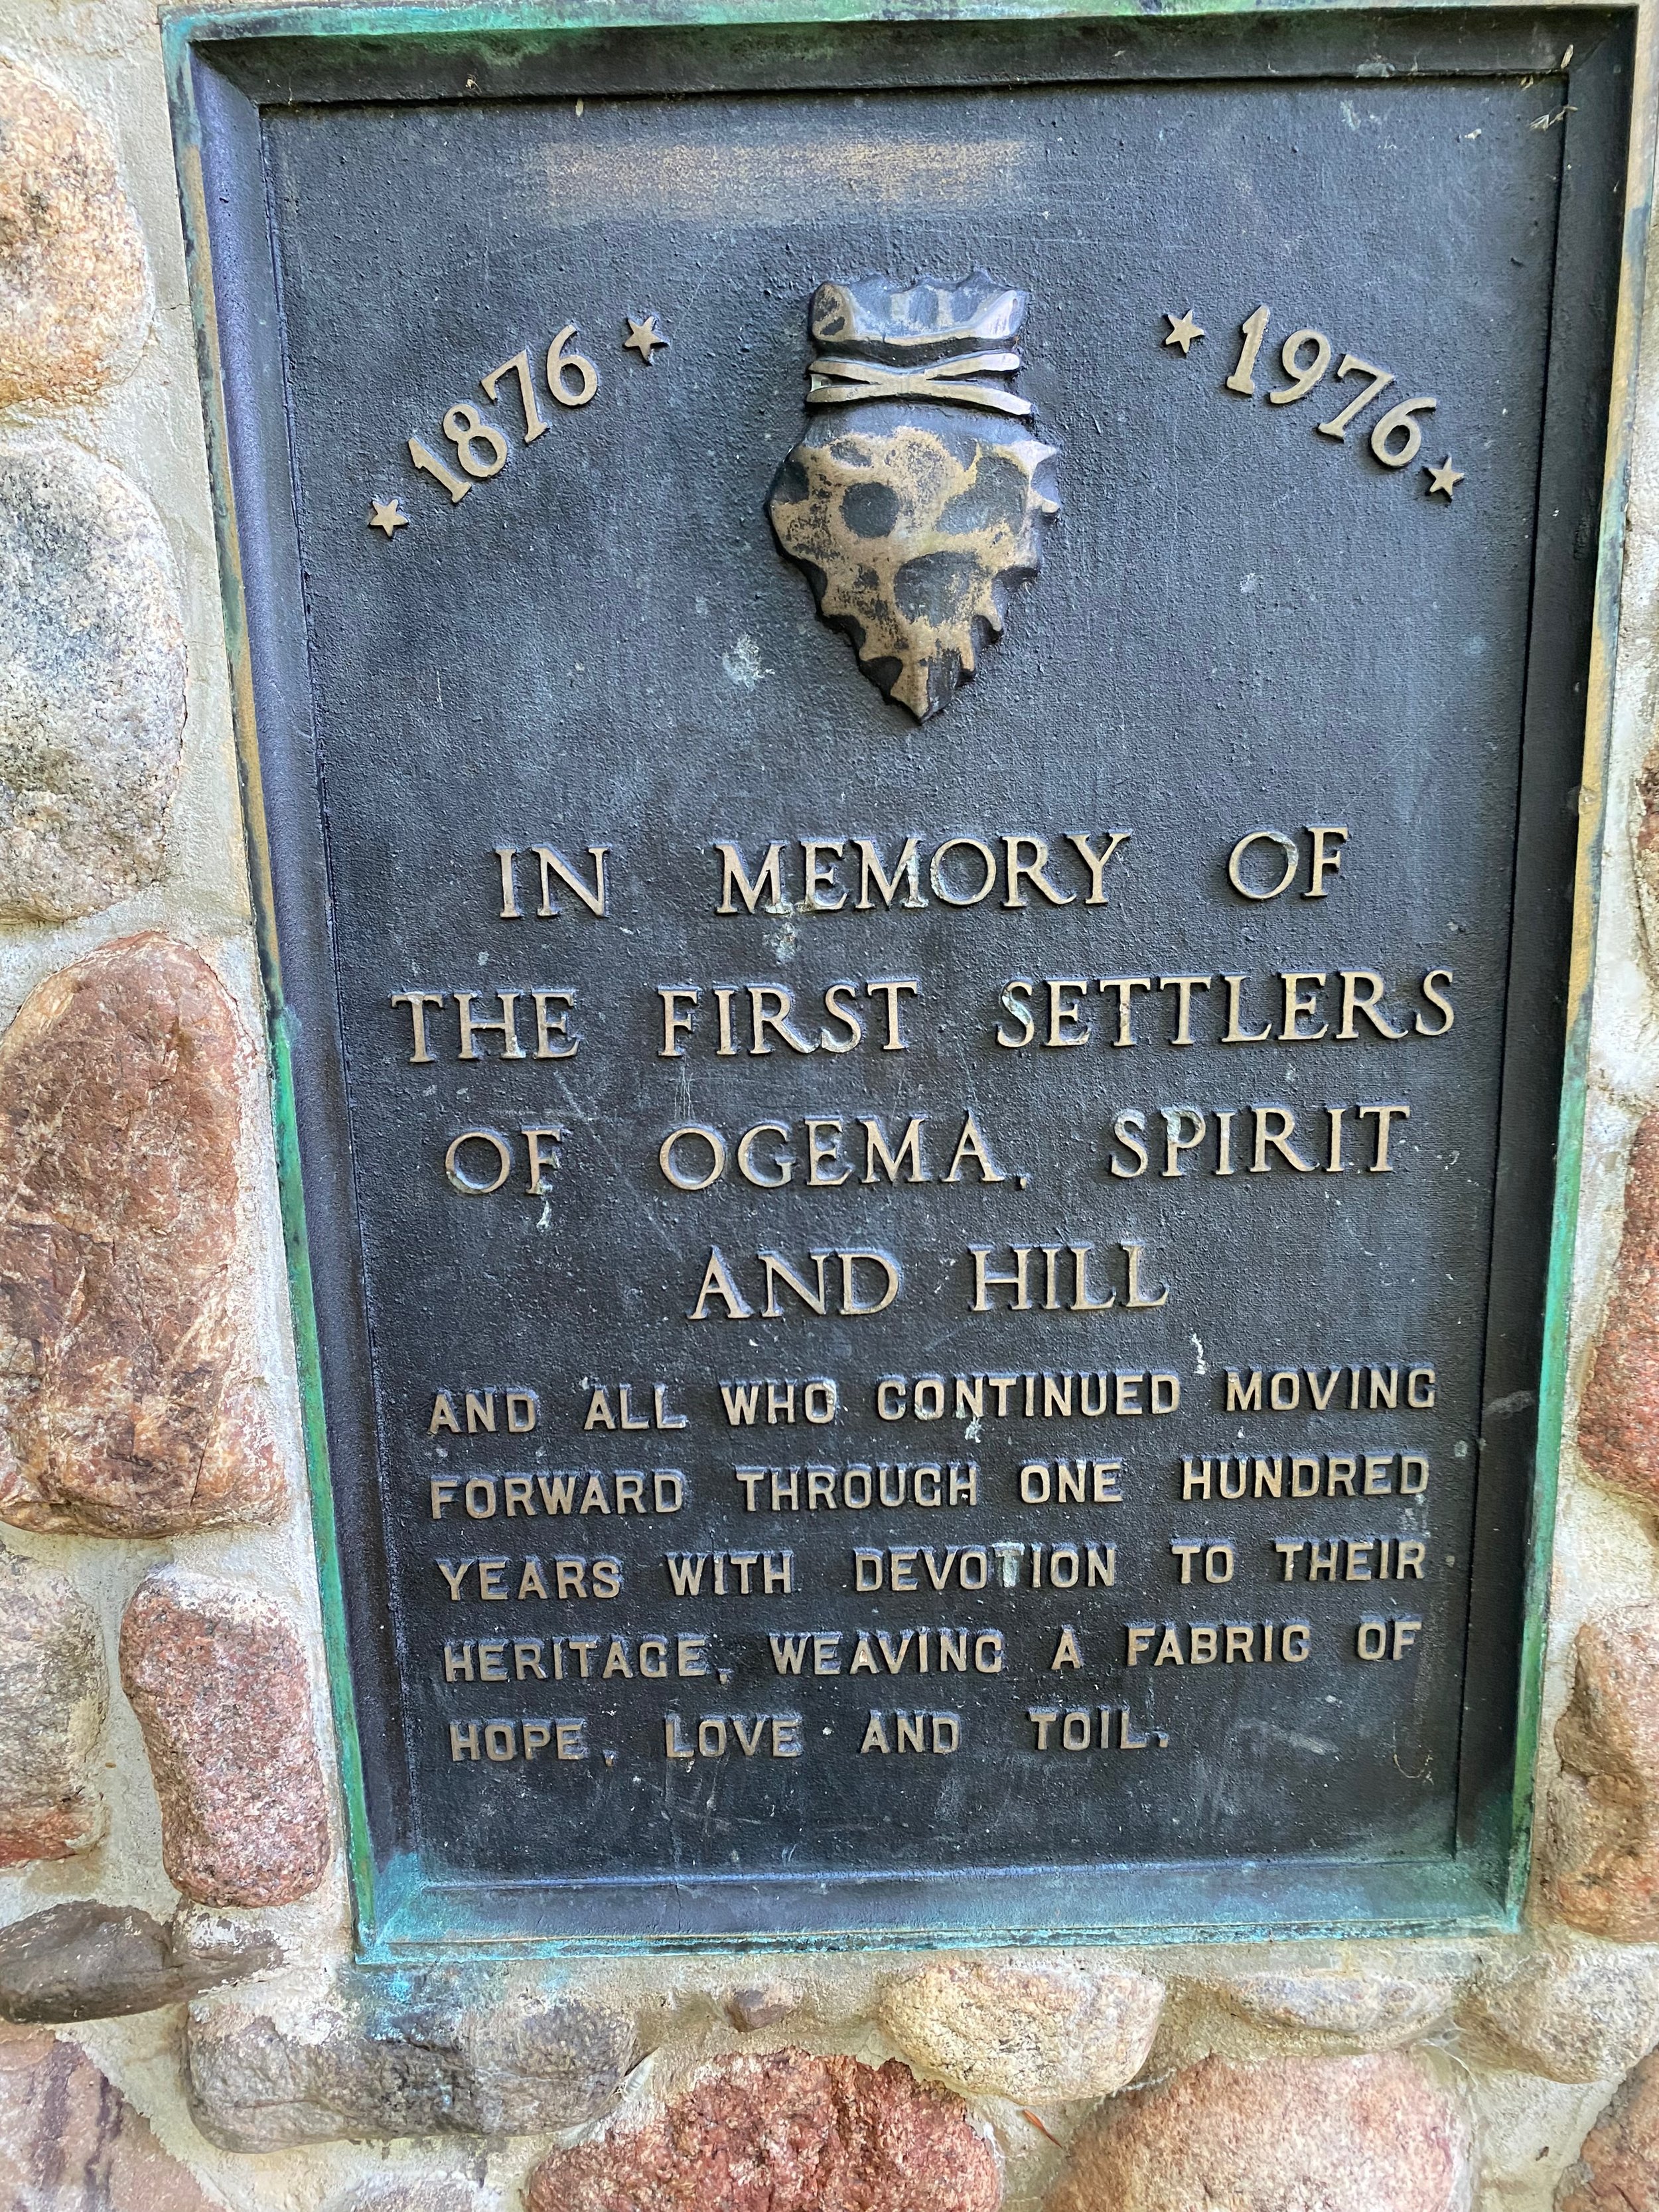 ★ 1876 ★ ★ 1976 ★
IN MEMORY OF
THE FIRST SETTLERS
OF OGEMA, SPIRIT
AND HILL
AND ALL WHO CONTINUED MOVING
FORWARD THROUGH ONE HUNDRED
YEARS WITH DEVOTION TO THEIR
HERITAGE, WEAVING A FABRIC OF
HOPE, LOVE AND TOIL.